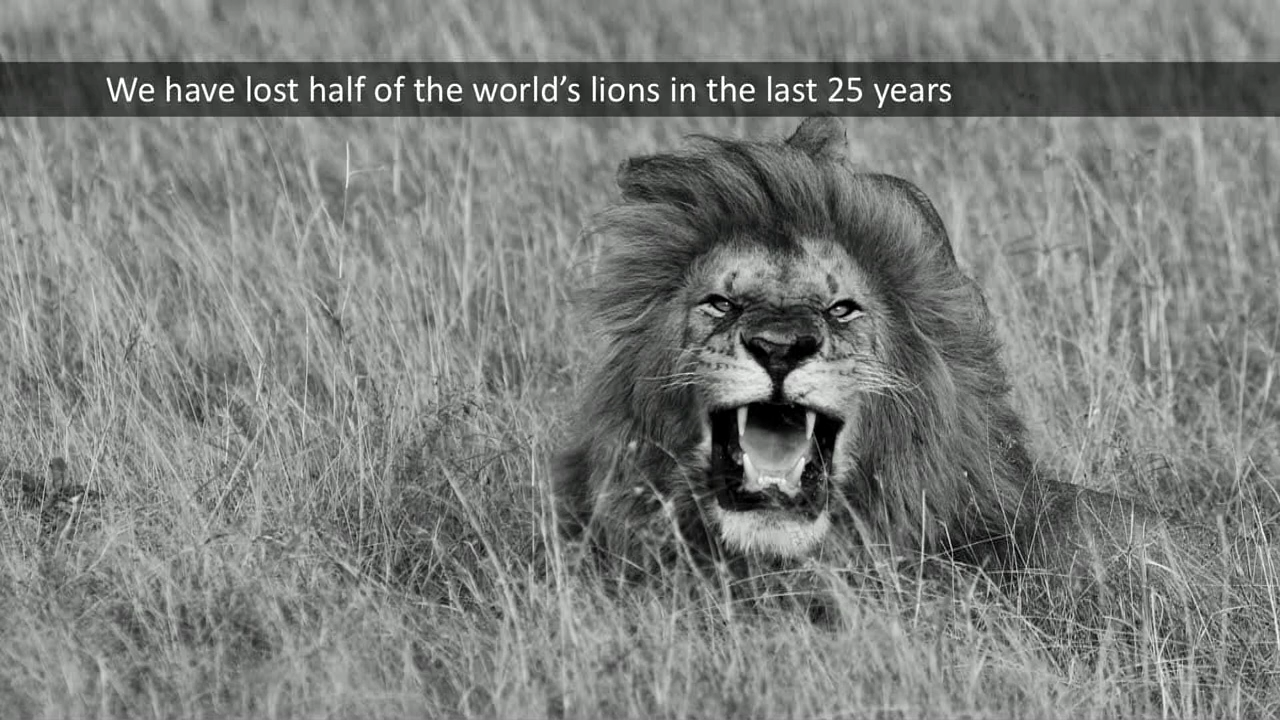 We have lost half of the world’s lions in the last 25 years